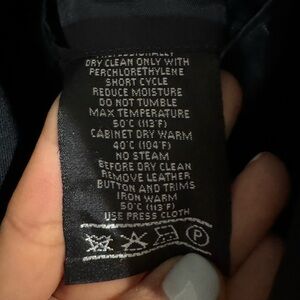 PROFESSIONALLY
DRY CLEAN ONLY WITH
PERCHLORETHYLENE
SHORT CYCLE
REDUCE MOISTURE
DO NOT TUMBLE
MAX TEMPERATURE
50°C (113°F)
CABINET DRY WARM
40°C (104°F)
NO STEAM
BEFORE DRY CLEAN
REMOVE LEATHER
BUTTON AND TRIMS
IRON WARM
50°C (113°F)
USE PRESS CLOTH
P